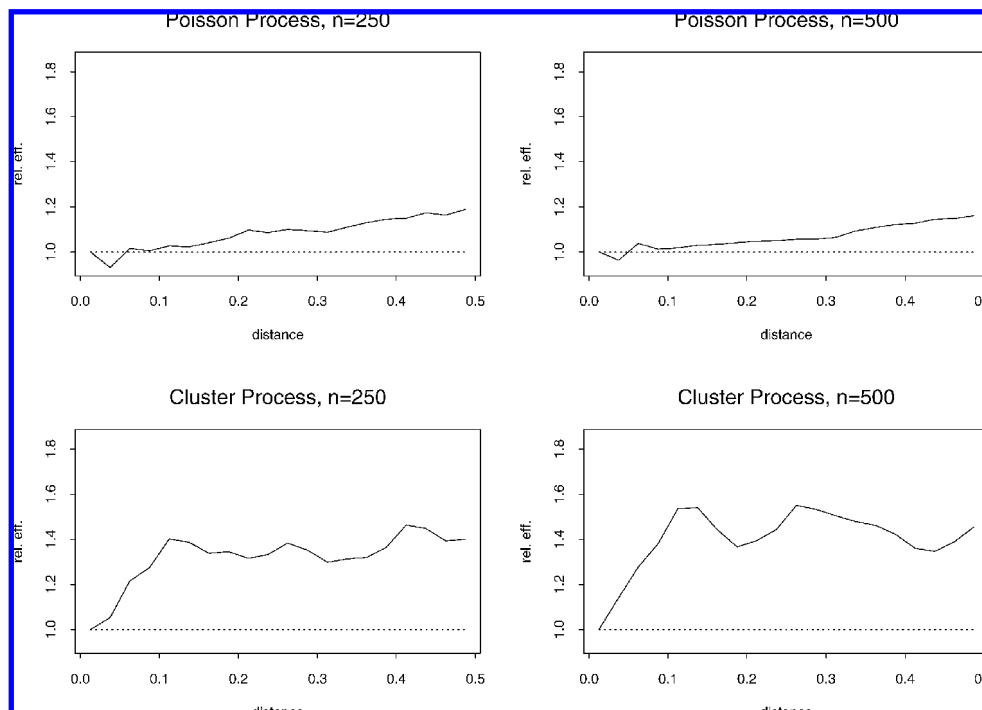 Poisson Process, n=250
rel. eff.
1.0 1.2 1.4 1.6 1.8
0.0 0.1 0.2 0.3 0.4 0.5
distance
Poisson Process, n=500
rel. eff.
1.0 1.2 1.4 1.6 1.8
0.0 0.1 0.2 0.3 0.4
distance
Cluster Process, n=250
rel. eff.
1.0 1.2 1.4 1.6 1.8
0.0 0.1 0.2 0.3 0.4 0.5
distance
Cluster Process, n=500
rel. eff.
1.0 1.2 1.4 1.6 1.8
0.0 0.1 0.2 0.3 0.4
distance